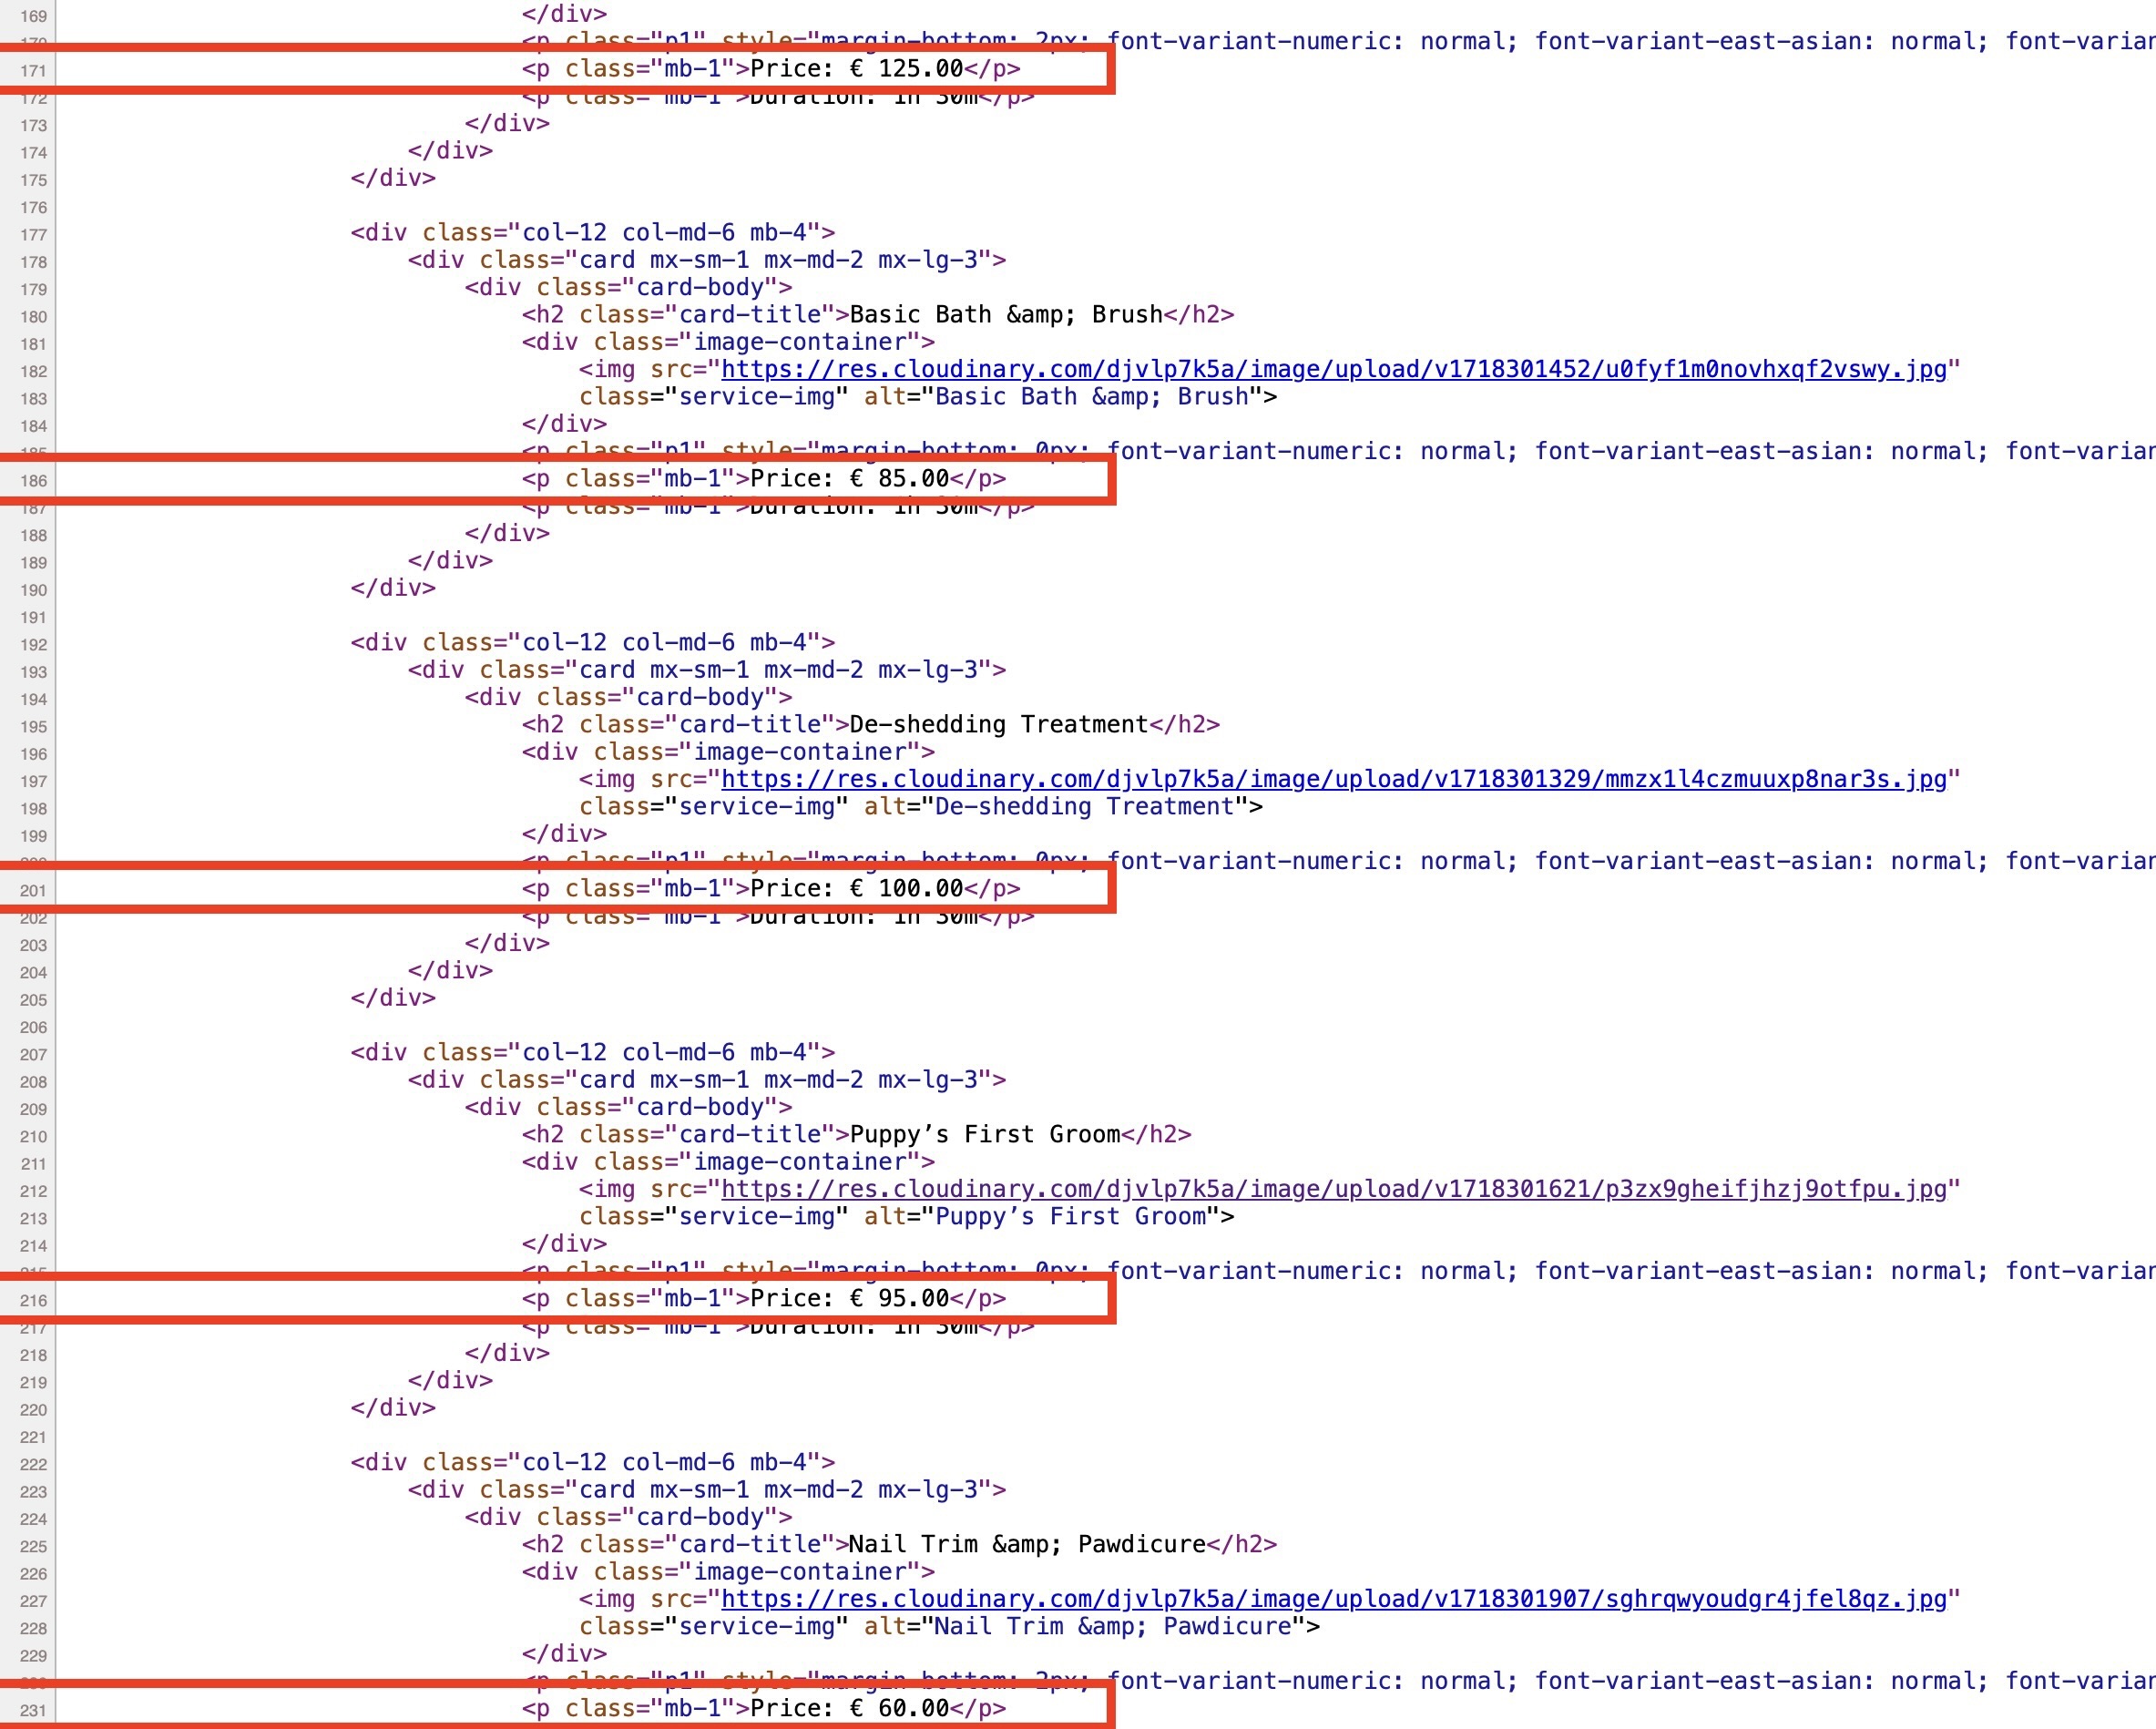 169 </div>
170 <p class="p1" style="margin-bottom: 2px; font-variant-numeric: normal; font-variant-east-asian: normal; font-varian
171 <p class="mb-1">Price: € 125.00</p>
172 <p class="mb-1">Duration: 1h 30m</p>
173 </div>
174 </div>
175 </div>
176
177 <div class="col-12 col-md-6 mb-4">
178 <div class="card mx-sm-1 mx-md-2 mx-lg-3">
179 <div class="card-body">
180 <h2 class="card-title">Basic Bath &amp; Brush</h2>
181 <div class="image-container">
182 <img src="https://res.cloudinary.com/djvlp7k5a/image/upload/v1718301452/u0fyf1m0novhxqf2vswy.jpg"
183 class="service-img" alt="Basic Bath &amp; Brush">
184 </div>
185 <p class="p1" style="margin-bottom: 0px; font-variant-numeric: normal; font-variant-east-asian: normal; font-varian
186 <p class="mb-1">Price: € 85.00</p>
187 <p class="mb-1">Duration: 1h 30m</p>
188 </div>
189 </div>
190 </div>
191
192 <div class="col-12 col-md-6 mb-4">
193 <div class="card mx-sm-1 mx-md-2 mx-lg-3">
194 <div class="card-body">
195 <h2 class="card-title">De-shedding Treatment</h2>
196 <div class="image-container">
197 <img src="https://res.cloudinary.com/djvlp7k5a/image/upload/v1718301329/mmzx1l4czmuuxp8nar3s.jpg"
198 class="service-img" alt="De-shedding Treatment">
199 </div>
<p class="p1" style="margin-bottom: 0px; font-variant-numeric: normal; font-variant-east-asian: normal; font-varian
201 <p class="mb-1">Price: € 100.00</p>
202 <p class="mb-1">Duration: 1h 30m</p>
203 </div>
204 </div>
205 </div>
206
207 <div class="col-12 col-md-6 mb-4">
208 <div class="card mx-sm-1 mx-md-2 mx-lg-3">
209 <div class="card-body">
210 <h2 class="card-title">Puppy’s First Groom</h2>
211 <div class="image-container">
212 <img src="https://res.cloudinary.com/djvlp7k5a/image/upload/v1718301621/p3zx9gheifjhzj9otfpu.jpg"
213 class="service-img" alt="Puppy’s First Groom">
214 </div>
215 <p class="p1" style="margin-bottom: 0px; font-variant-numeric: normal; font-variant-east-asian: normal; font-varian
216 <p class="mb-1">Price: € 95.00</p>
217 <p class="mb-1">Duration: 1h 30m</p>
218 </div>
219 </div>
220 </div>
221
222 <div class="col-12 col-md-6 mb-4">
223 <div class="card mx-sm-1 mx-md-2 mx-lg-3">
224 <div class="card-body">
225 <h2 class="card-title">Nail Trim &amp; Pawdicure</h2>
226 <div class="image-container">
227 <img src="https://res.cloudinary.com/djvlp7k5a/image/upload/v1718301907/sghrqwyoudgr4jfel8qz.jpg"
228 class="service-img" alt="Nail Trim &amp; Pawdicure">
229 </div>
<p class="p1" style="margin-bottom: 2px; font-variant-numeric: normal; font-variant-east-asian: normal; font-varian
231 <p class="mb-1">Price: € 60.00</p>